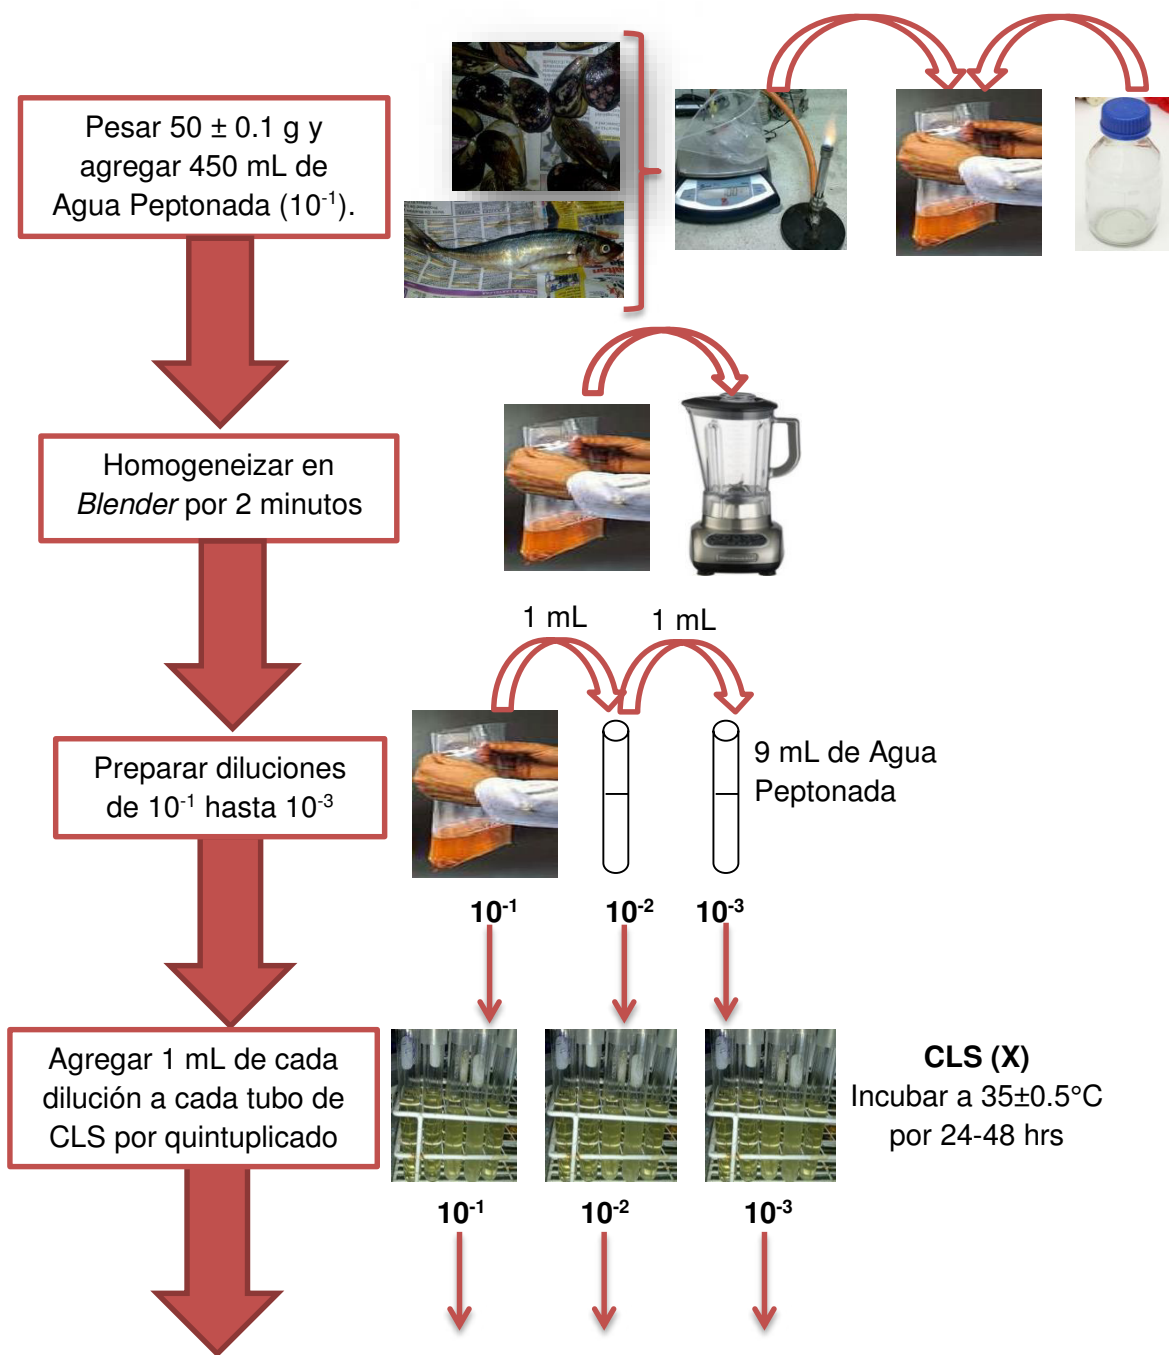 Pesar 50 ± 0.1 g y
agregar 450 mL de
Agua Peptonada (10⁻¹).
Homogeneizar en
Blender por 2 minutos
1 mL
1 mL
Preparar diluciones
de 10⁻¹ hasta 10⁻³
9 mL de Agua
Peptonada
10⁻¹
10⁻²
10⁻³
Agregar 1 mL de cada
dilución a cada tubo de
CLS por quintuplicado
CLS (X)
Incubar a 35±0.5°C
por 24-48 hrs
10⁻¹
10⁻²
10⁻³